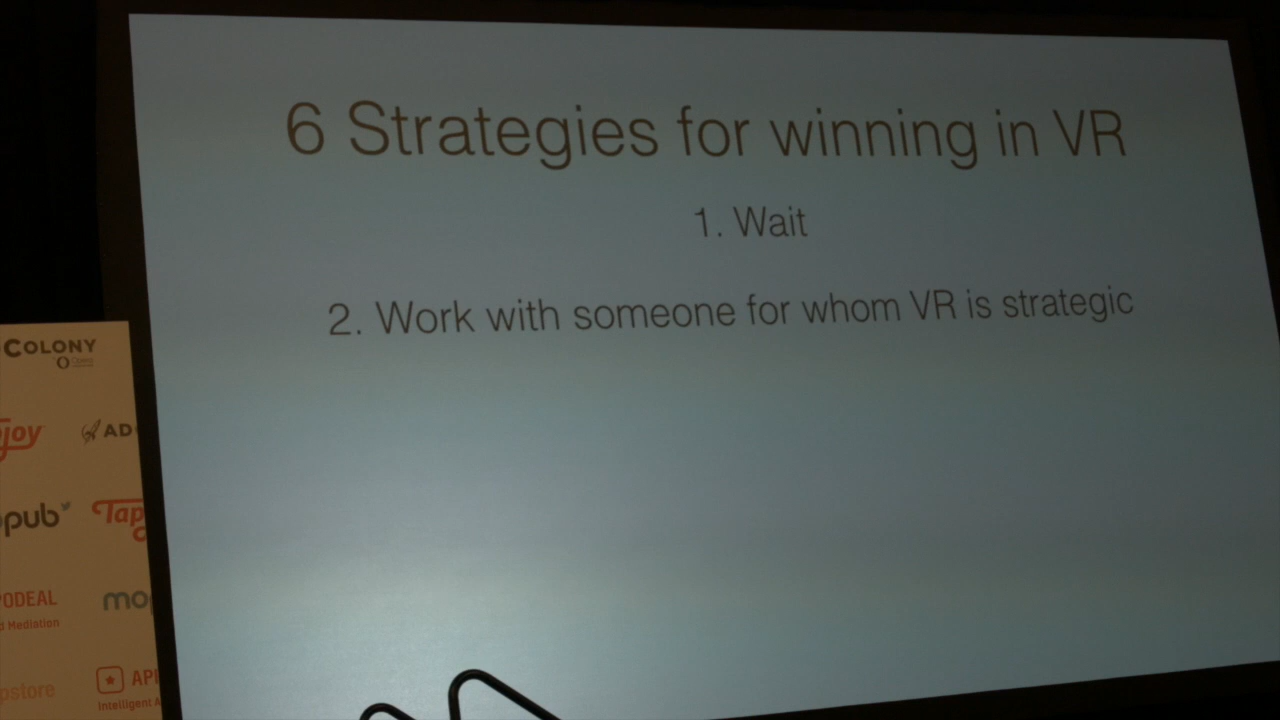 6 Strategies for winning in VR
1. Wait
2. Work with someone for whom VR is strategic
COLONY
Opera
joy
AD
pub
Tap
ODEAL
d Mediation
mo
pstore
API
Intelligent A